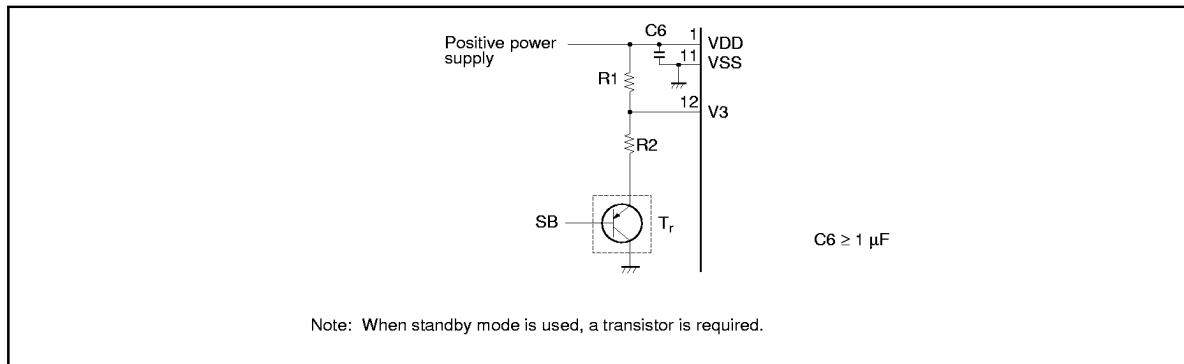 C6
1
Positive power
supply
VDD
11
VSS
R1
12
V3
R2
SB
Tr
C6 ≥ 1 µF
Note: When standby mode is used, a transistor is required.